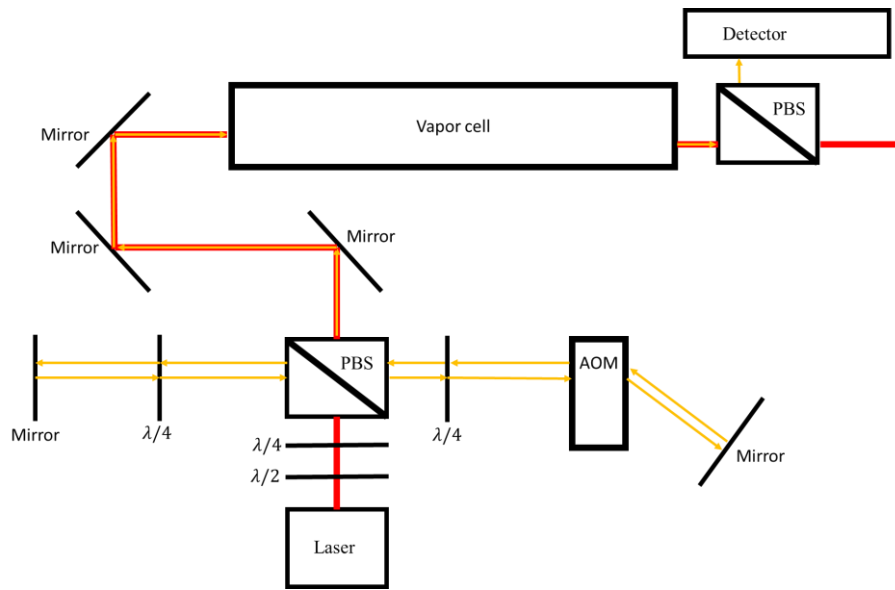 Detector
PBS
Vapor cell
Mirror
Mirror
Mirror
PBS
AOM
Mirror
λ/4
λ/4
Mirror
λ/4
λ/2
Laser